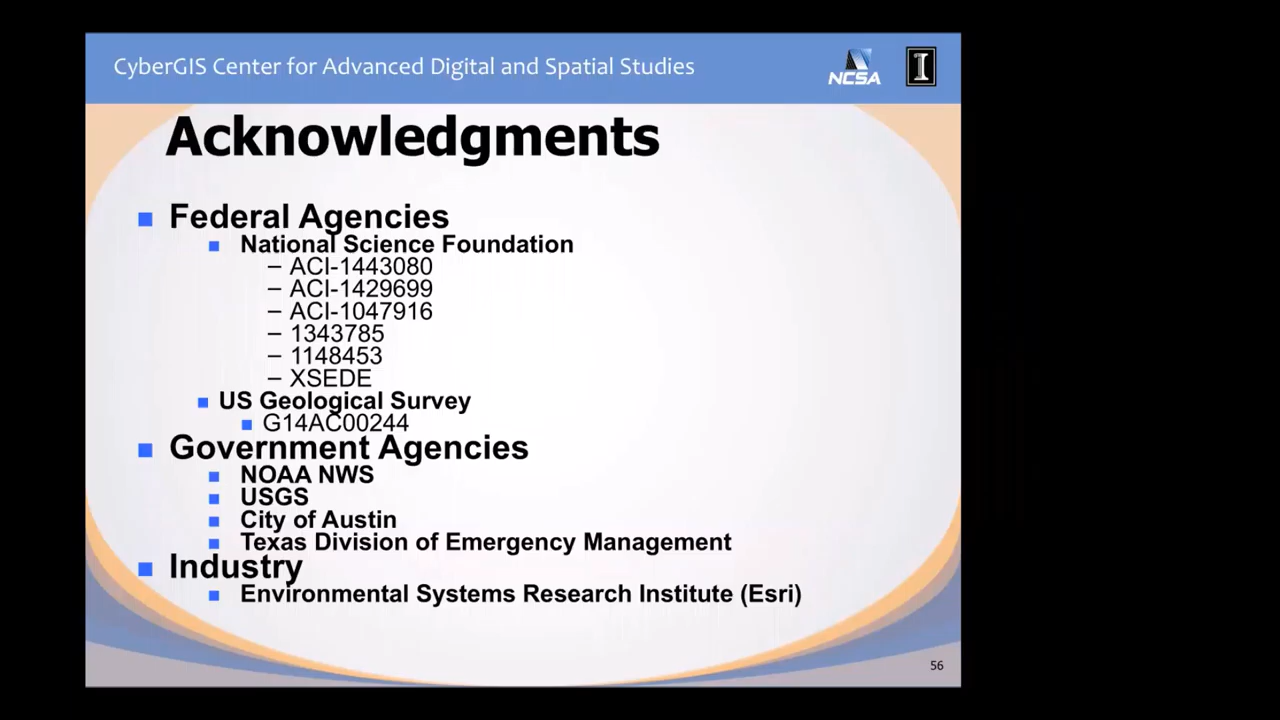 CyberGIS Center for Advanced Digital and Spatial Studies
NCSA
I
Acknowledgments
Federal Agencies
National Science Foundation
– ACI-1443080
– ACI-1429699
– ACI-1047916
– 1343785
– 1148453
– XSEDE
US Geological Survey
G14AC00244
Government Agencies
NOAA NWS
USGS
City of Austin
Texas Division of Emergency Management
Industry
Environmental Systems Research Institute (Esri)
56